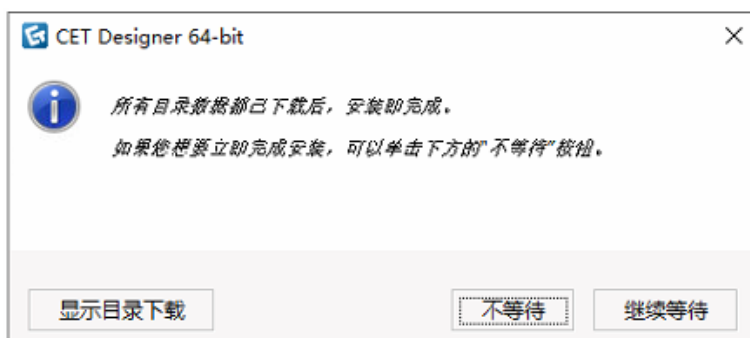 CET Designer 64-bit
所有目录数据都已下载后，安装即完成。
如果您想要立即完成安装，可以单击下方的"不等待"按钮。
显示目录下载
不等待
继续等待